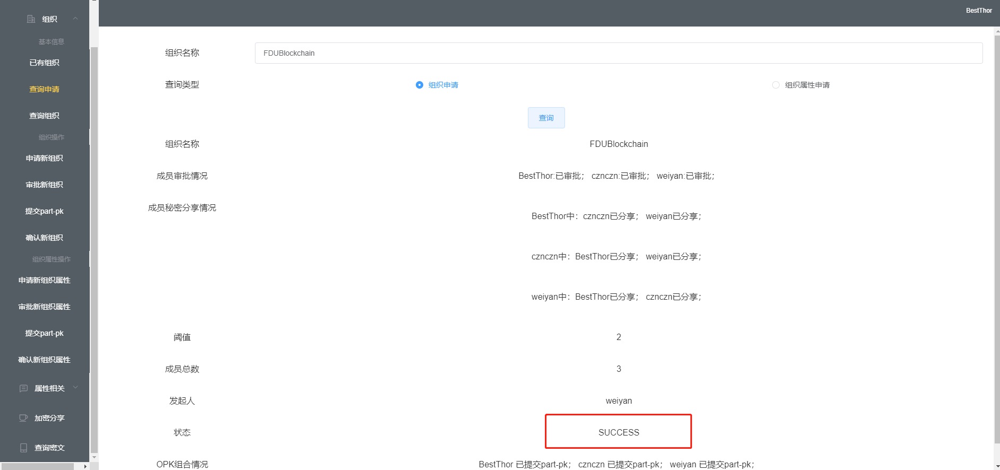 BestThor
组织
基本信息
已有组织
查询申请
查询组织
组织操作
申请新组织
审批新组织
提交part-pk
确认新组织
组织属性操作
申请新组织属性
审批新组织属性
提交part-pk
确认新组织属性
属性相关
加密分享
查询密文
组织名称 FDUBlockchain
查询类型 组织申请 组织属性申请
查询
组织名称 FDUBlockchain
成员审批情况 BestThor:已审批； cznczn:已审批； weiyan:已审批；
成员秘密分享情况
BestThor中：cznczn已分享； weiyan已分享；
cznczn中：BestThor已分享； weiyan已分享；
weiyan中：BestThor已分享； cznczn已分享；
阈值 2
成员总数 3
发起人 weiyan
状态 SUCCESS
OPK组合情况 BestThor 已提交part-pk； cznczn 已提交part-pk； weiyan 已提交part-pk；